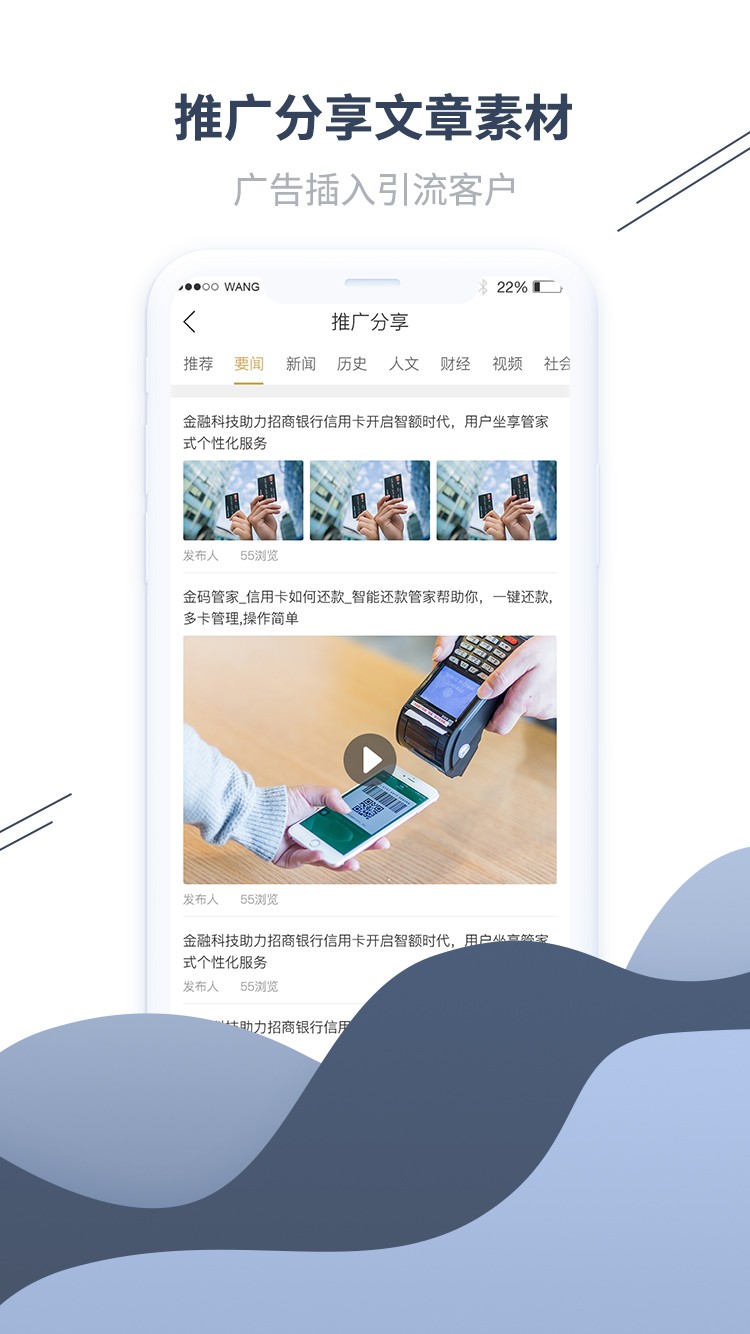 推广分享文章素材
广告插入引流客户
WANG
22%
推广分享
推荐 要闻 新闻 历史 人文 财经 视频 社会
金融科技助力招商银行信用卡开启智额时代，用户坐享管家
式个性化服务
发布人 55浏览
金码管家_信用卡如何还款_智能还款管家帮助你，一键还款,
多卡管理,操作简单
发布人 55浏览
金融科技助力招商银行信用卡开启智额时代，用户坐享管家
式个性化服务
发布人 55浏览
技助力招商银行信用